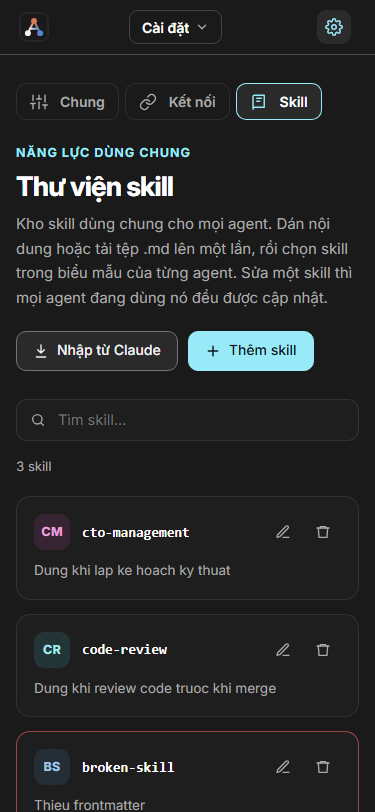 Cài đặt
Chung
Kết nối
Skill
NĂNG LỰC DÙNG CHUNG
Thư viện skill
Kho skill dùng chung cho mọi agent. Dán nội
dung hoặc tải tệp .md lên một lần, rồi chọn skill
trong biểu mẫu của từng agent. Sửa một skill thì
mọi agent đang dùng nó đều được cập nhật.
Nhập từ Claude
Thêm skill
Tìm skill...
3 skill
CM cto-management
Dung khi lap ke hoach ky thuat
CR code-review
Dung khi review code truoc khi merge
BS broken-skill
Thieu frontmatter